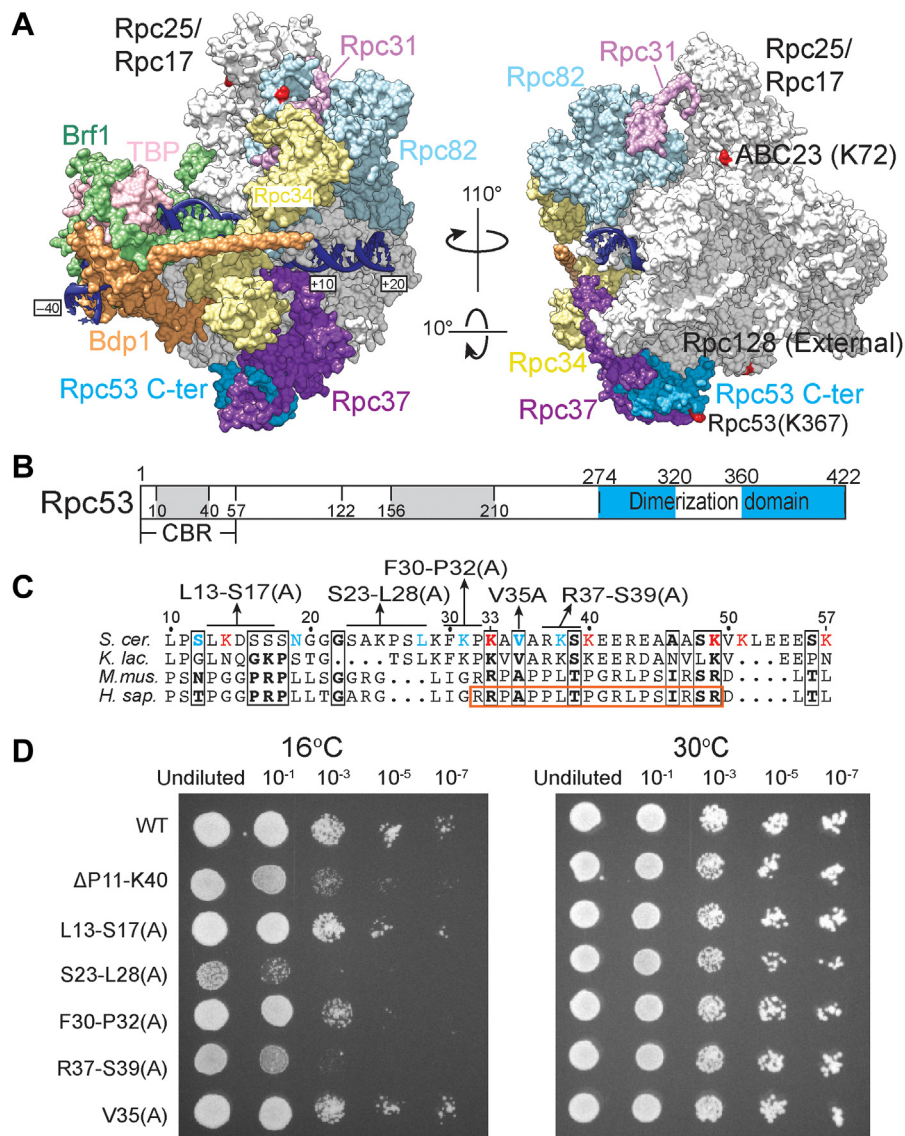 A
Rpc25/
Rpc17
Rpc31
Brf1
TBP
Rpc82
Rpc34
+10
+20
−40
Bdp1
Rpc53 C-ter
Rpc37
110°
10°
Rpc31
Rpc25/
Rpc17
Rpc82
ABC23 (K72)
Rpc128 (External)
Rpc34
Rpc37
Rpc53 C-ter
Rpc53(K367)
B
1 274 320 360 422
Rpc53 Dimerization domain
10 40 57 122 156 210
CBR
C
F30-P32(A)
L13-S17(A) S23-L28(A) V35A R37-S39(A)
10 20 30 33 40 50 57
S. cer. LPSLKDSSSNGGGSAKPSLKFKPKAVARKSKEEREAAASKVKLEEESTK
K. lac. LPGLNQGKPSTG....TSLKFKPKVVARKSKEERDANVLKV...EEPN
M.mus. PSNPGGPRPLLTGARG...LIGRRPAPPLTPGRLPSIRSRD....LTL
H. sap. PSTPGGPRPLLTGARG...LIGRRPAPPLTPGRLPSIRSRD....LTL
D
16°C 30°C
Undiluted 10-1 10-3 10-5 10-7 Undiluted 10-1 10-3 10-5 10-7
WT
ΔP11-K40
L13-S17(A)
S23-L28(A)
F30-P32(A)
R37-S39(A)
V35(A)